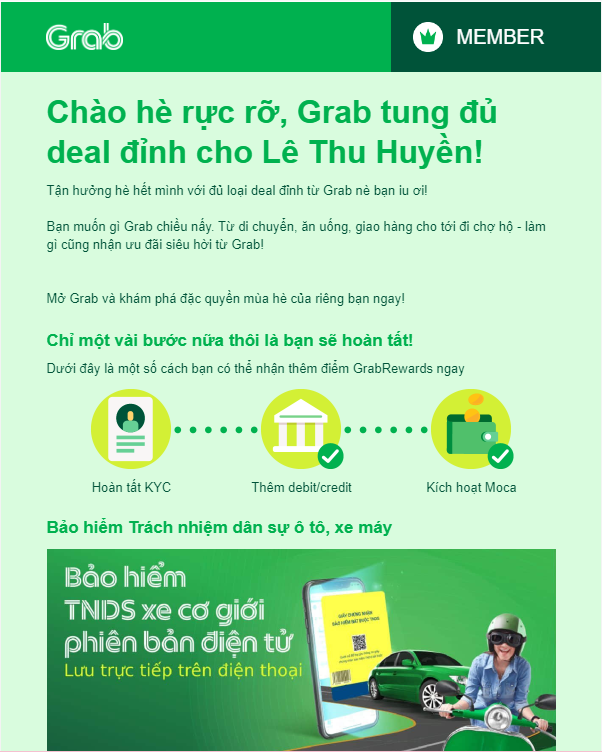 Grab
MEMBER
Chào hè rực rỡ, Grab tung đủ
deal đỉnh cho Lê Thu Huyền!
Tận hưởng hè hết mình với đủ loại deal đỉnh từ Grab nè bạn iu ơi!
Bạn muốn gì Grab chiều nấy. Từ di chuyển, ăn uống, giao hàng cho tới đi chợ hộ - làm
gì cũng nhận ưu đãi siêu hời từ Grab!
Mở Grab và khám phá đặc quyền mùa hè của riêng bạn ngay!
Chỉ một vài bước nữa thôi là bạn sẽ hoàn tất!
Dưới đây là một số cách bạn có thể nhận thêm điểm GrabRewards ngay
Hoàn tất KYC
Thêm debit/credit
Kích hoạt Moca
Bảo hiểm Trách nhiệm dân sự ô tô, xe máy
Bảo hiểm
TNDS xe cơ giới
phiên bản điện tử
Lưu trực tiếp trên điện thoại
GIẤY CHỨNG NHẬN
BẢO HIỂM BẮT BUỘC TNDS